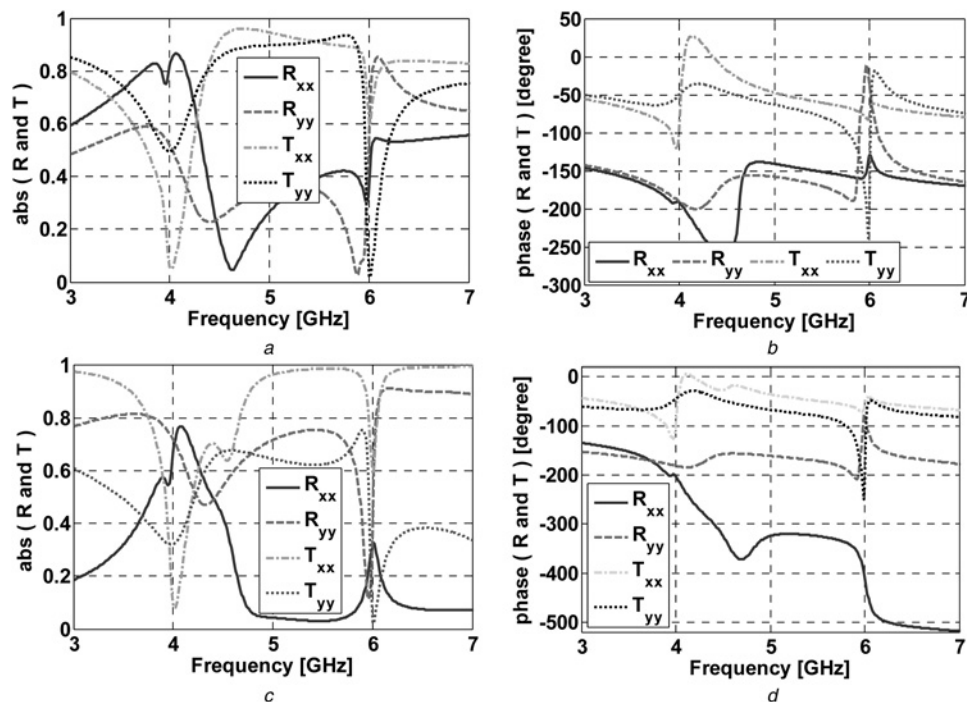 abs ( R and T )
1
0.8
0.6
0.4
0.2
0
R_xx
R_yy
T_xx
T_yy
3 4 5 6 7
Frequency [GHz]
a
phase ( R and T ) [degree]
50
0
-50
-100
-150
-200
-250
-300
R_xx R_yy T_xx T_yy
3 4 5 6 7
Frequency [GHz]
b
abs ( R and T )
1
0.8
0.6
0.4
0.2
0
R_xx
R_yy
T_xx
T_yy
3 4 5 6 7
Frequency [GHz]
c
phase ( R and T ) [degree]
0
-100
-200
-300
-400
-500
R_xx
R_yy
T_xx
T_yy
3 4 5 6 7
Frequency [GHz]
d